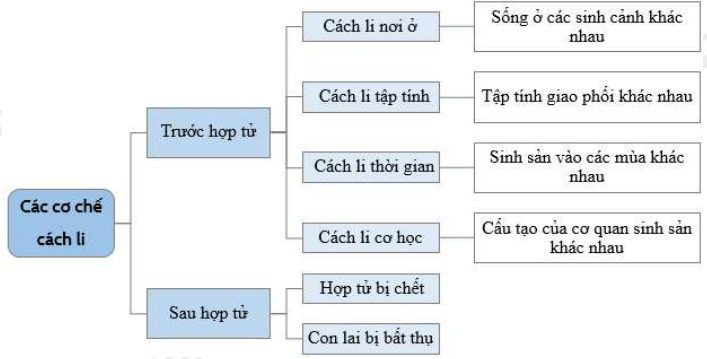 Các cơ chế
cách li
Trước hợp tử
Cách li nơi ở
Sống ở các sinh cảnh khác
nhau
Cách li tập tính
Tập tính giao phối khác nhau
Cách li thời gian
Sinh sản vào các mùa khác
nhau
Cách li cơ học
Cấu tạo của cơ quan sinh sản
khác nhau
Sau hợp tử
Hợp tử bị chết
Con lai bị bất thụ